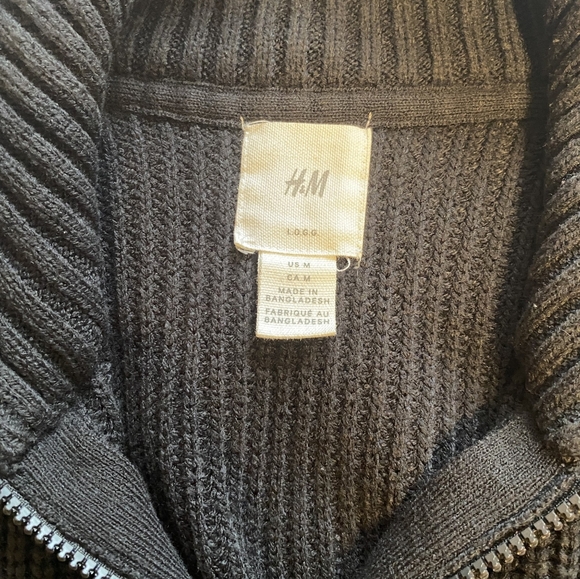 H&M
L.O.G.G.
US M
CA M
MADE IN
BANGLADESH
FABRIQUÉ AU
BANGLADESH